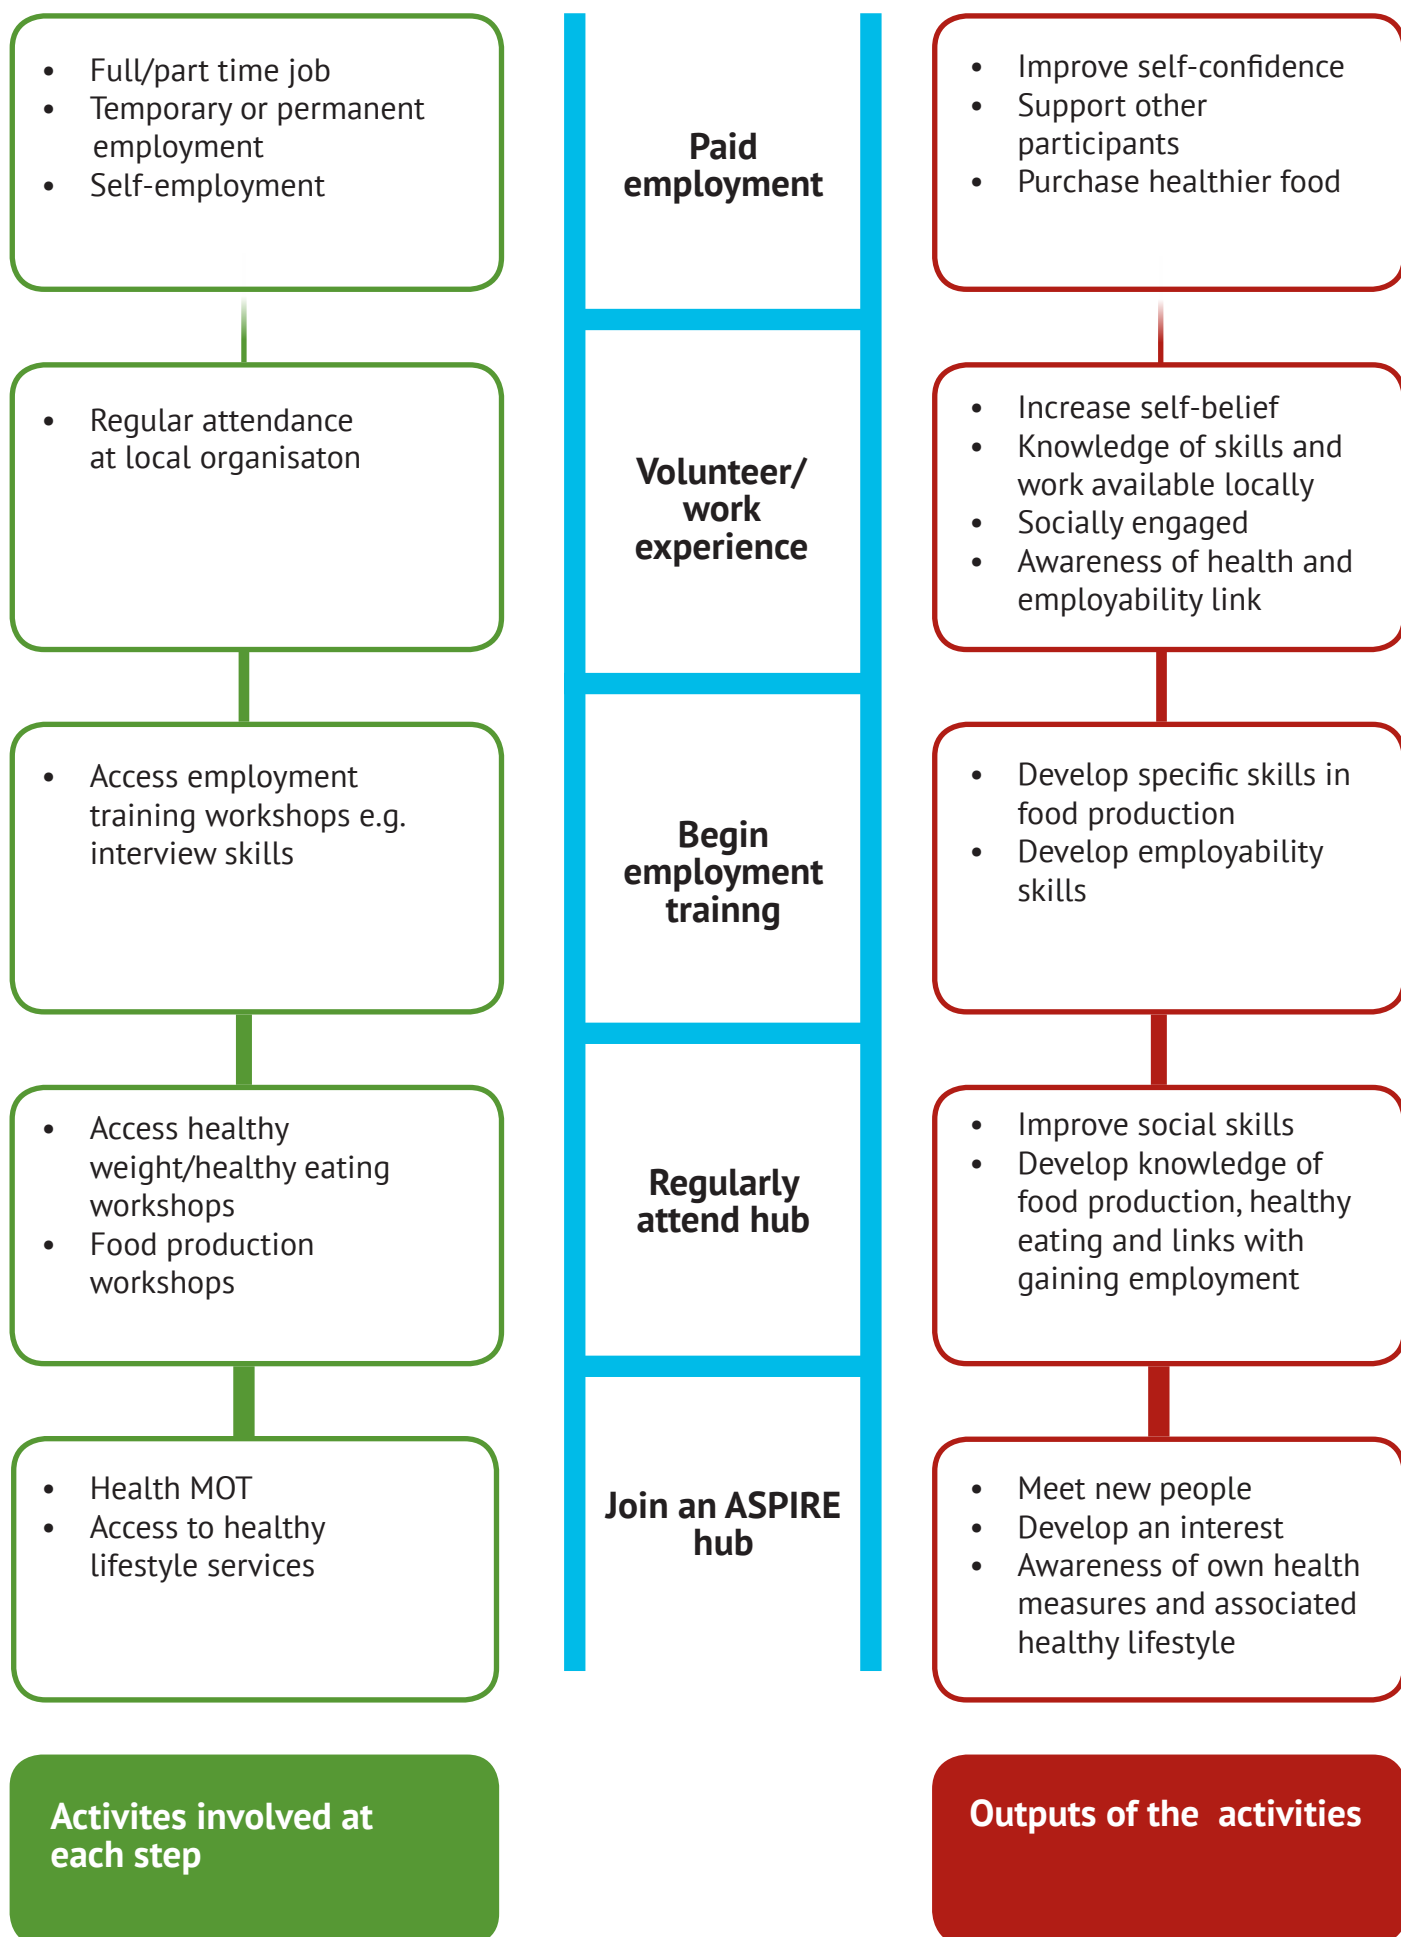 • Full/part time job
• Temporary or permanent
employment
• Self-employment
Paid
employment
• Improve self-confidence
• Support other
participants
• Purchase healthier food
• Regular attendance
at local organisaton
Volunteer/
work
experience
• Increase self-belief
• Knowledge of skills and
work available locally
• Socially engaged
• Awareness of health and
employability link
• Access employment
training workshops e.g.
interview skills
Begin
employment
trainng
• Develop specific skills in
food production
• Develop employability
skills
• Access healthy
weight/healthy eating
workshops
• Food production
workshops
Regularly
attend hub
• Improve social skills
• Develop knowledge of
food production, healthy
eating and links with
gaining employment
• Health MOT
• Access to healthy
lifestyle services
Join an ASPIRE
hub
• Meet new people
• Develop an interest
• Awareness of own health
measures and associated
healthy lifestyle
Activites involved at
each step
Outputs of the activities